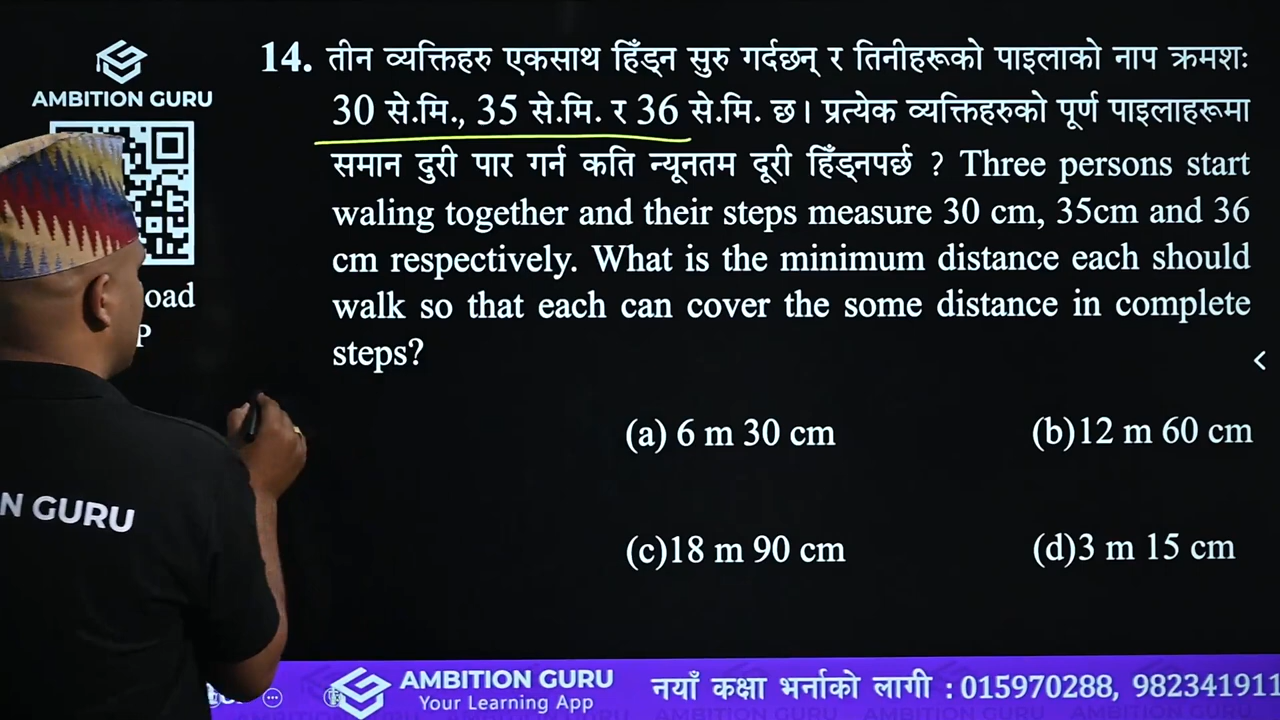 AMBITION GURU
14. तीन व्यक्तिहरु एकसाथ हिँड्न सुरु गर्दछन् र तिनीहरूको पाइलाको नाप क्रमशः
30 से.मि., 35 से.मि. र 36 से.मि. छ। प्रत्येक व्यक्तिहरुको पूर्ण पाइलाहरूमा
समान दुरी पार गर्न कति न्यूनतम दूरी हिँड्नपर्छ ? Three persons start
waling together and their steps measure 30 cm, 35cm and 36
cm respectively. What is the minimum distance each should
walk so that each can cover the some distance in complete
steps?
oad
P
(a) 6 m 30 cm
(b)12 m 60 cm
(c)18 m 90 cm
(d)3 m 15 cm
N GURU
AMBITION GURU
Your Learning App
नयाँ कक्षा भर्नाको लागी : 015970288, 982341911